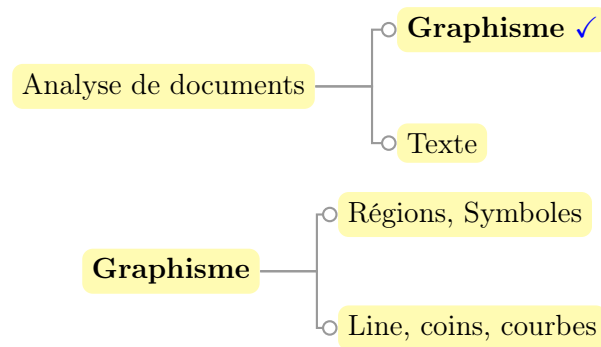 Graphisme ✓
Analyse de documents
Texte
Régions, Symboles
Graphisme
Line, coins, courbes